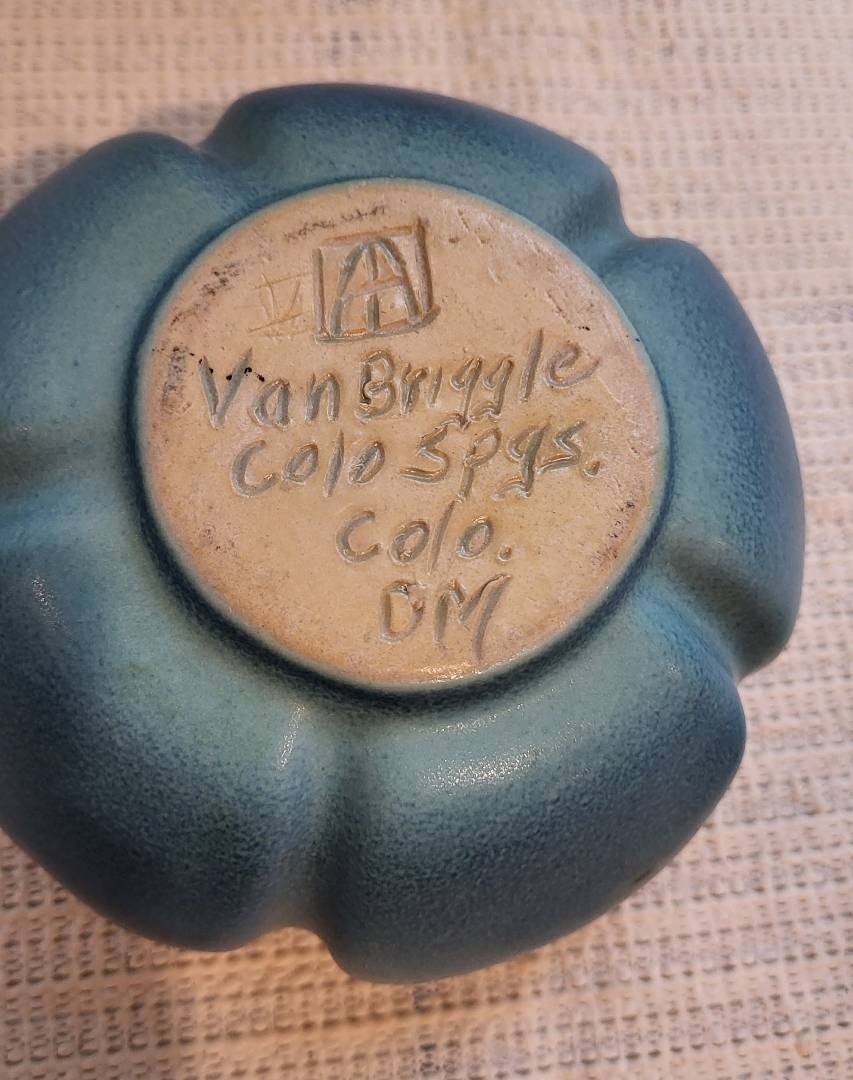 Van Briggle
Colo Spgs.
Colo.
DM